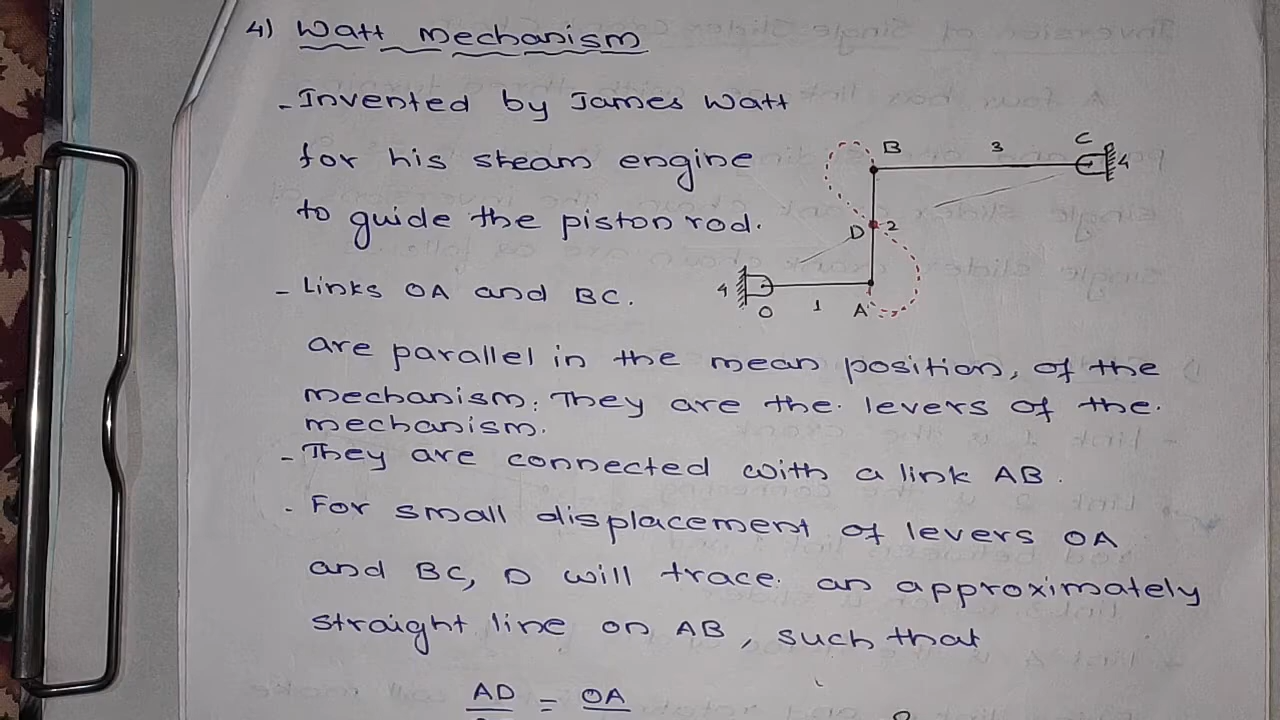 4) Watt Mechanism
- Invented by James Watt
for his steam engine
to guide the piston rod.
- Links OA and BC.
are parallel in the mean position, of the
mechanism. They are the levers of the.
mechanism.
- They are connected with a link AB.
- For small displacement of levers OA
and BC, D will trace an approximately
straight line on AB, such that
AD = OA
B 3 C 4
D 2
4 O 1 A